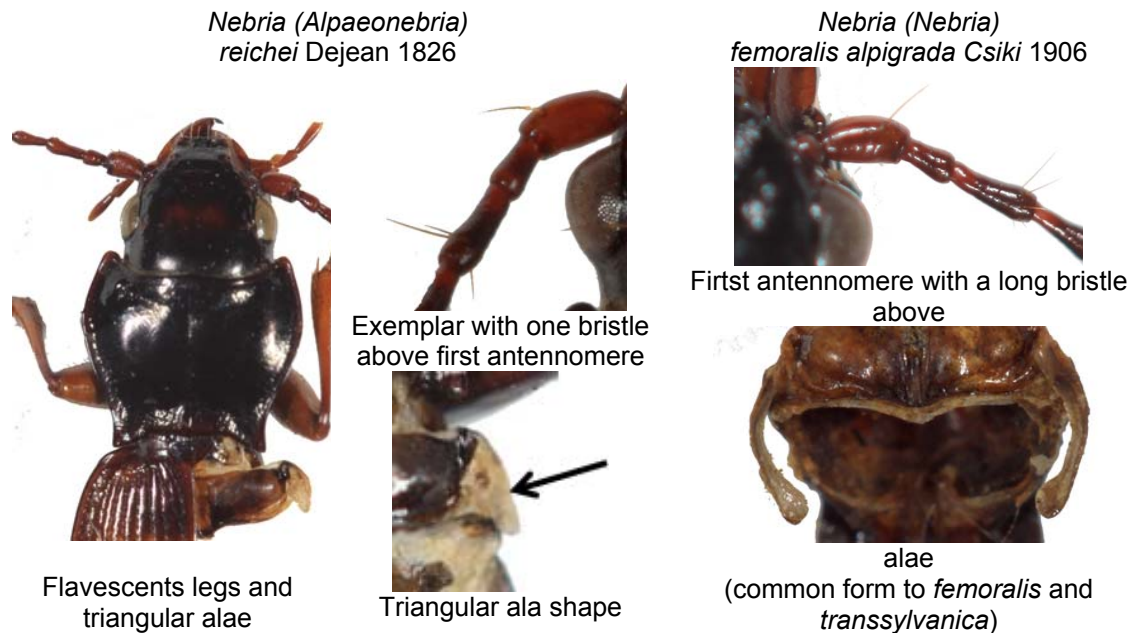 Nebria (Alpaeonebria)
reichei Dejean 1826
Nebria (Nebria)
femoralis alpigrada Csiki 1906
Exemplar with one bristle
above first antennomere
Firtst antennomere with a long bristle
above
Flavescents legs and
triangular alae
Triangular ala shape
alae
(common form to femoralis and
transsylvanica)